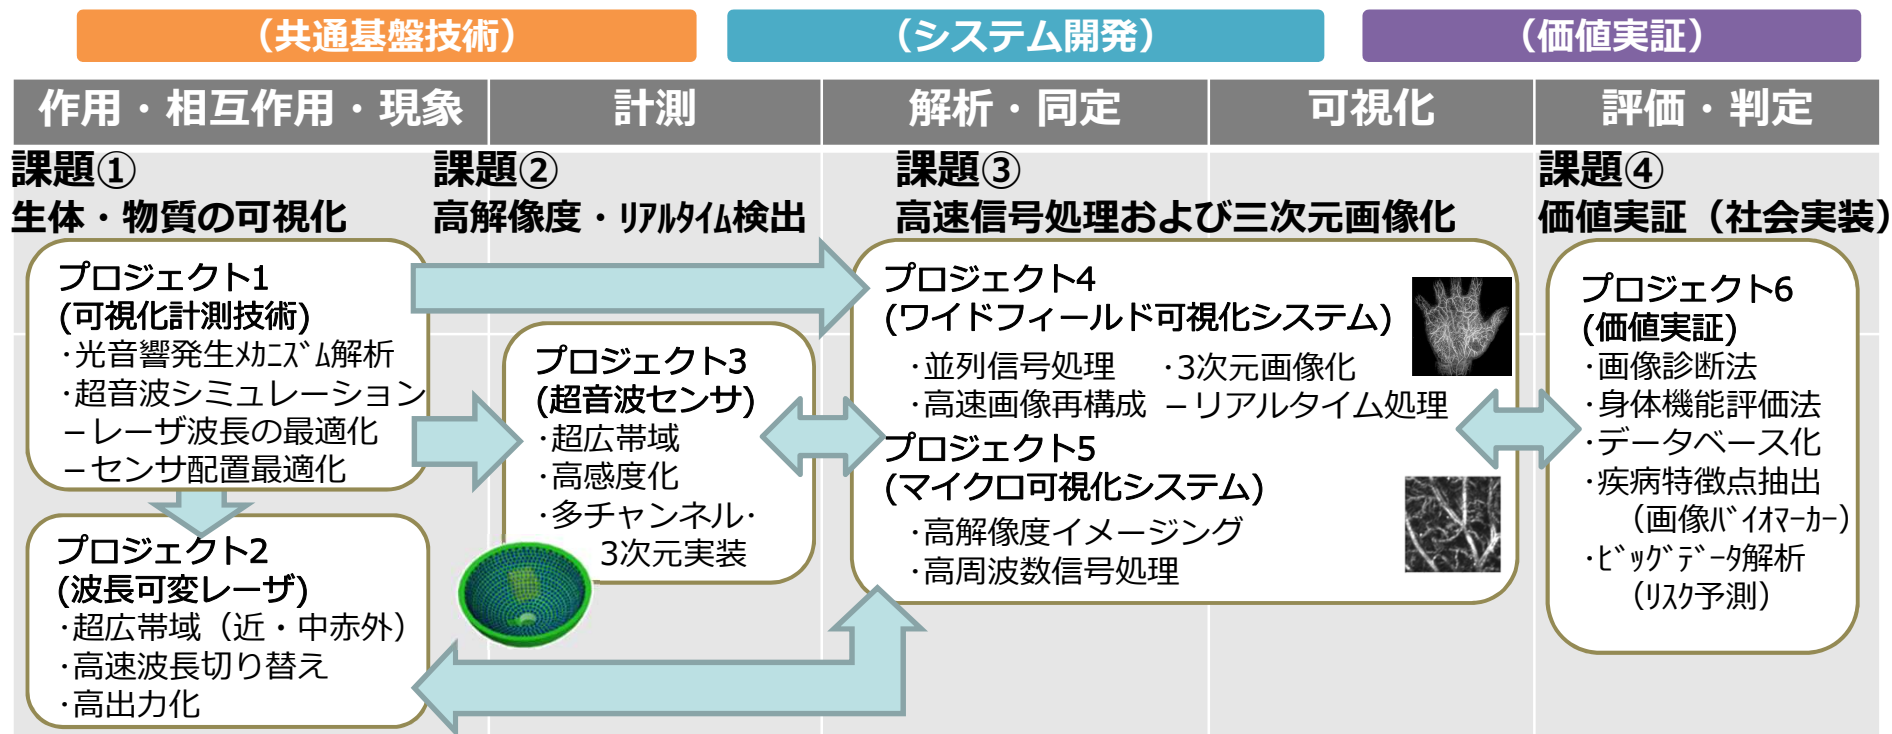 （共通基盤技術）
（システム開発）
（価値実証）
作用・相互作用・現象
計測
解析・同定
可視化
評価・判定
課題①
生体・物質の可視化
課題②
高解像度・ﾘｱﾙﾀｲﾑ検出
課題③
高速信号処理および三次元画像化
課題④
価値実証（社会実装）
プロジェクト1
(可視化計測技術)
・光音響発生ﾒｶﾆｽﾞﾑ解析
・超音波シミュレーション
－レーザ波長の最適化
－センサ配置最適化
プロジェクト2
(波長可変レーザ)
・超広帯域（近・中赤外）
・高速波長切り替え
・高出力化
プロジェクト3
(超音波センサ)
・超広帯域
・高感度化
・多チャンネル・
3次元実装
プロジェクト4
(ワイドフィールド可視化システム)
・並列信号処理
・高速画像再構成
・3次元画像化
－リアルタイム処理
プロジェクト5
(マイクロ可視化システム)
・高解像度イメージング
・高周波数信号処理
プロジェクト6
(価値実証)
・画像診断法
・身体機能評価法
・データベース化
・疾病特徴点抽出
（画像ﾊﾞｲｵﾏｰｶｰ）
・ﾋﾞｯｸﾞﾃﾞｰﾀ解析
（ﾘｽｸ予測）